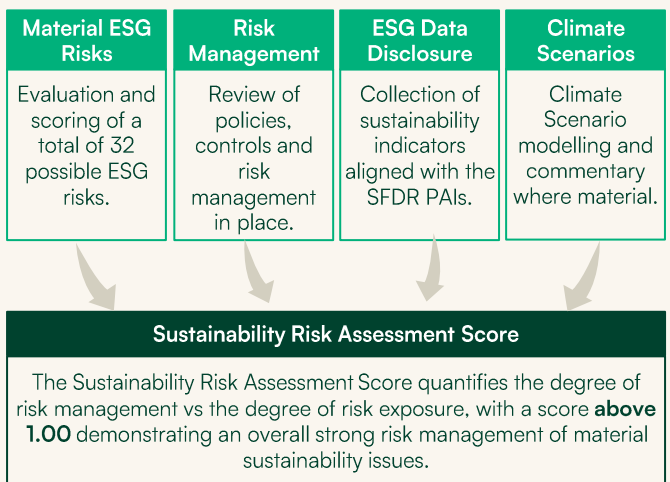 Material ESG
Risks
Evaluation and
scoring of a
total of 32
possible ESG
risks.
Risk
Management
Review of
policies,
controls and
risk
management
in place.
ESG Data
Disclosure
Collection of
sustainability
indicators
aligned with the
SFDR PAIs.
Climate
Scenarios
Climate
Scenario
modelling and
commentary
where material.
Sustainability Risk Assessment Score
The Sustainability Risk Assessment Score quantifies the degree of
risk management vs the degree of risk exposure, with a score above
1.00 demonstrating an overall strong risk management of material
sustainability issues.